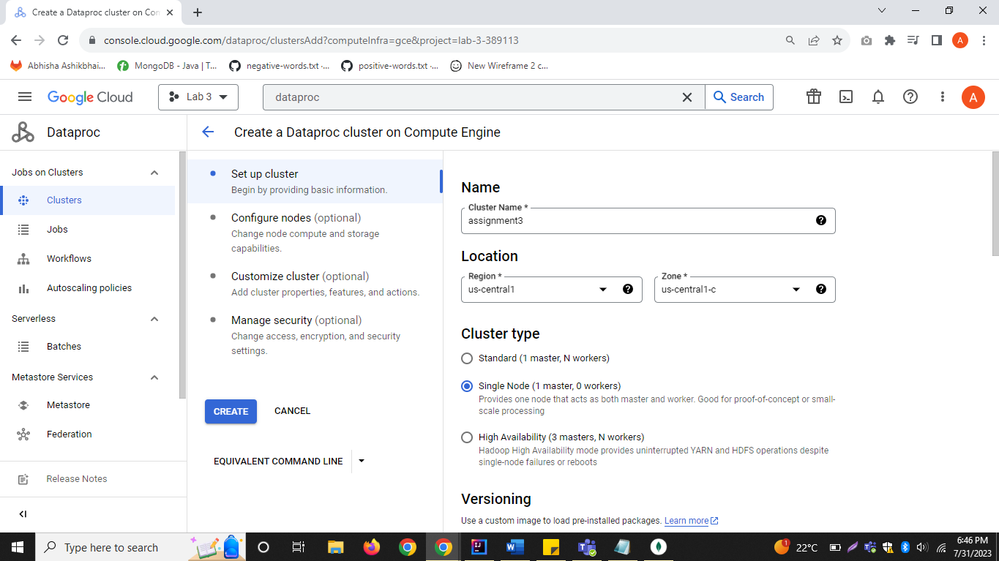 Create a Dataproc cluster on Con
console.cloud.google.com/dataproc/clustersAdd?computeInfra=gce&project=lab-3-389113
A
Abhisha Ashikbhai...
MongoDB - Java | T...
negative-words.txt ·...
positive-words.txt ·...
New Wireframe 2 c...
Google Cloud
Lab 3
dataproc
Search
A
Dataproc
Create a Dataproc cluster on Compute Engine
Jobs on Clusters
Clusters
Jobs
Workflows
Autoscaling policies
Serverless
Batches
Metastore Services
Metastore
Federation
Release Notes
Set up cluster
Begin by providing basic information.
Configure nodes (optional)
Change node compute and storage
capabilities.
Customize cluster (optional)
Add cluster properties, features, and actions.
Manage security (optional)
Change access, encryption, and security
settings.
CREATE
CANCEL
EQUIVALENT COMMAND LINE
Name
Cluster Name *
assignment3
Location
Region *
us-central1
Zone *
us-central1-c
Cluster type
Standard (1 master, N workers)
Single Node (1 master, 0 workers)
Provides one node that acts as both master and worker. Good for proof-of-concept or small-
scale processing
High Availability (3 masters, N workers)
Hadoop High Availability mode provides uninterrupted YARN and HDFS operations despite
single-node failures or reboots
Versioning
Use a custom image to load pre-installed packages. Learn more
Type here to search
1
22°C
6:46 PM
7/31/2023